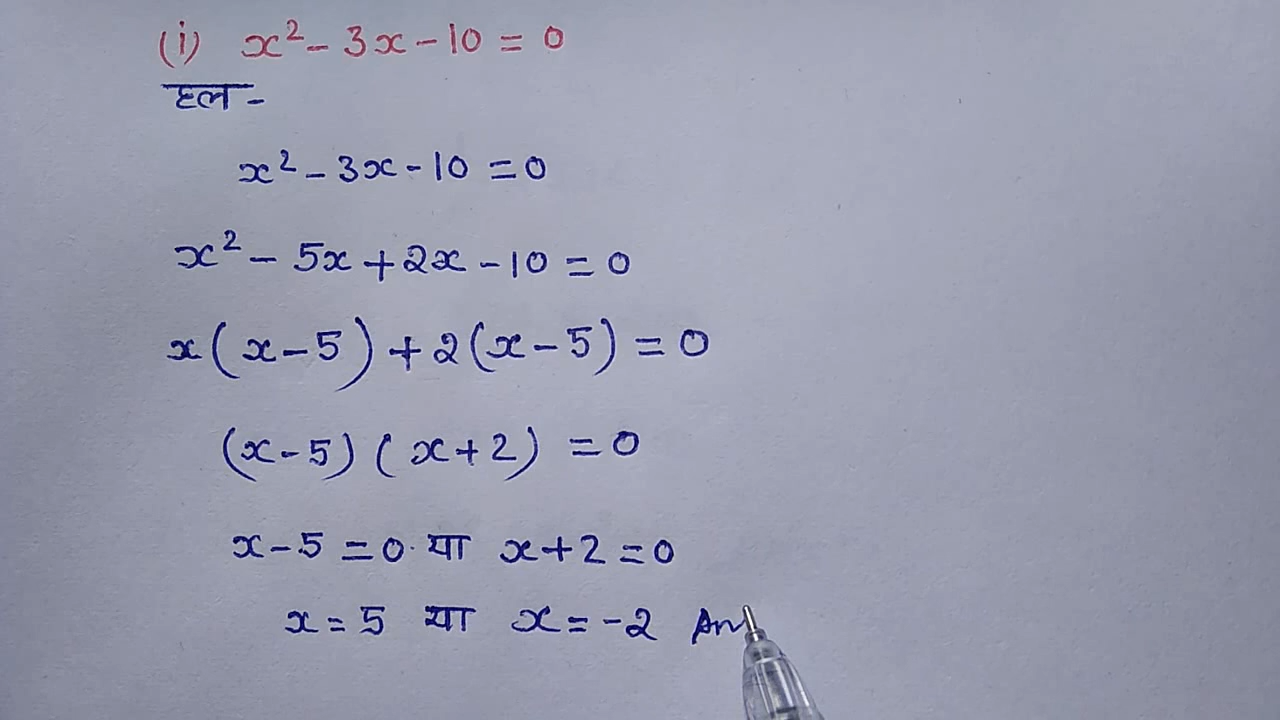 (i) x² - 3x - 10 = 0
हल -
x² - 3x - 10 = 0
x² - 5x + 2x - 10 = 0
x(x - 5) + 2(x - 5) = 0
(x - 5) (x + 2) = 0
x - 5 = 0 या x + 2 = 0
x = 5 या x = -2 An